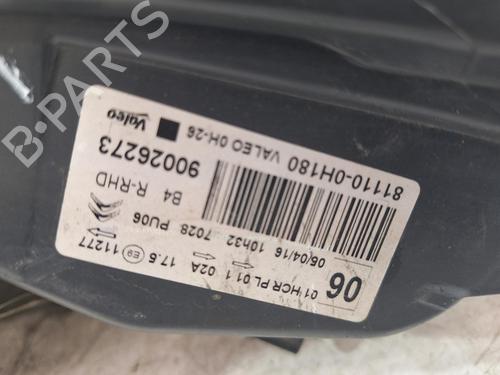 B-PARTS
81110-0H180 VALEO 0H-26
Valeo
90026273
B4 R-RHD
05/04/16 10h32 7028 PU06
06
01 HCR PL 01 1 02A 17.5 E9 11277